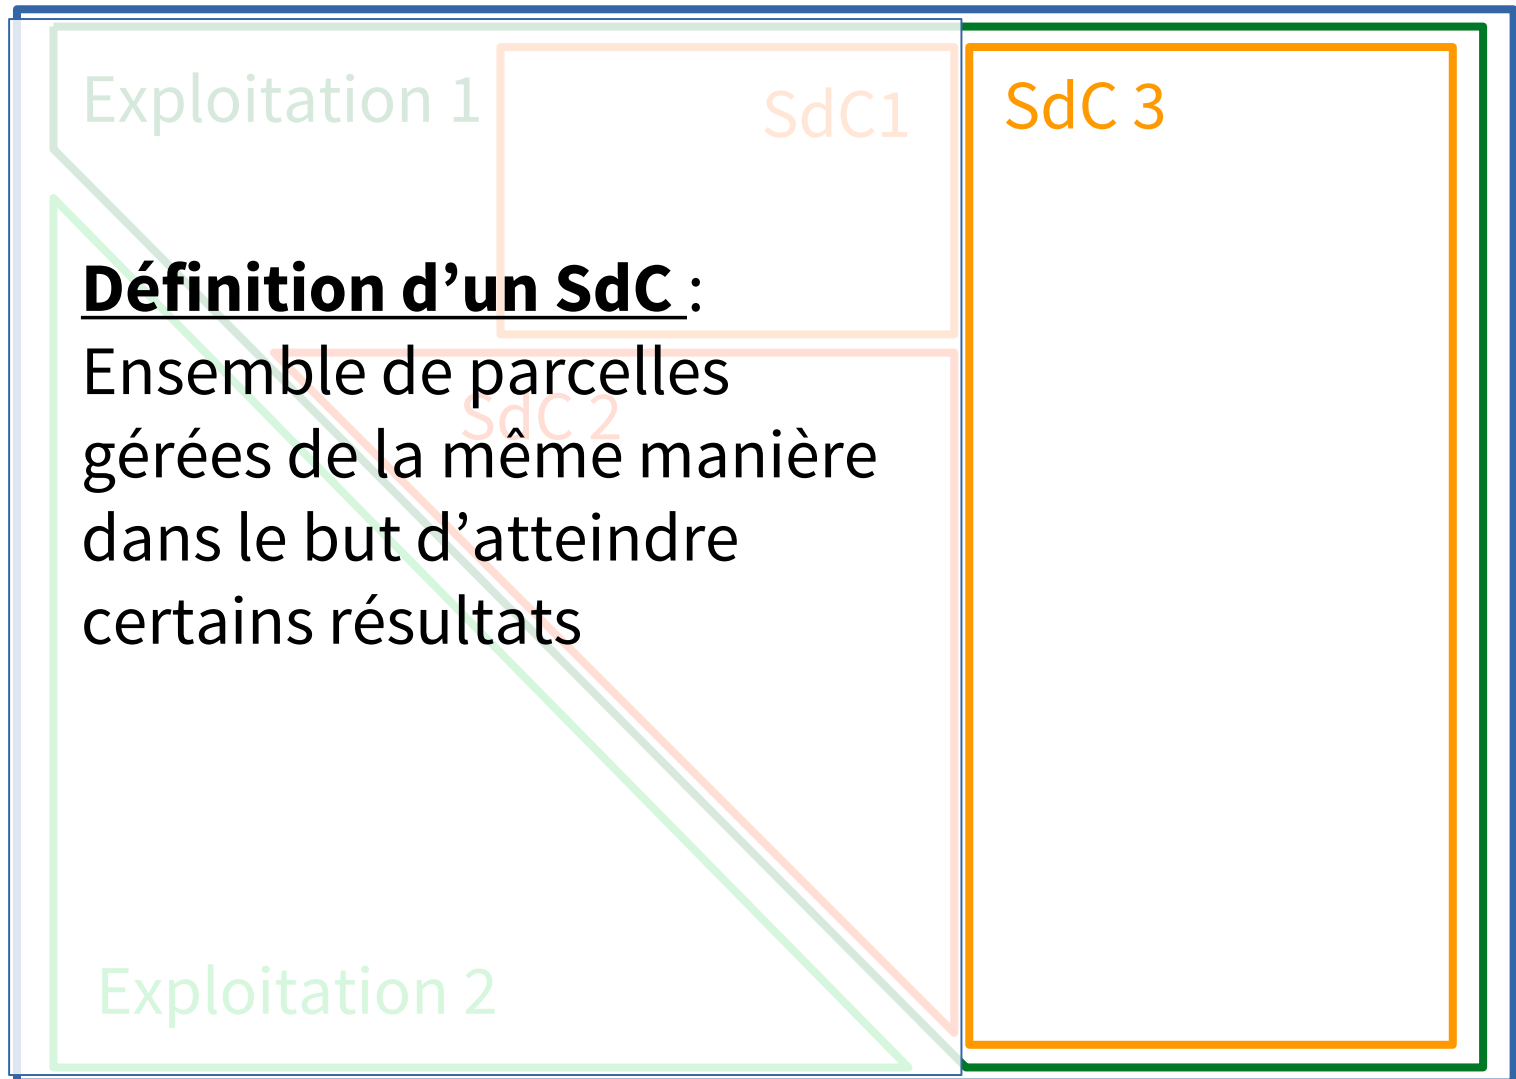 Exploitation 1
SdC1
SdC 3
Définition d’un SdC :
Ensemble de parcelles
SdC 2
gérées de la même manière
dans le but d’atteindre
certains résultats
Exploitation 2